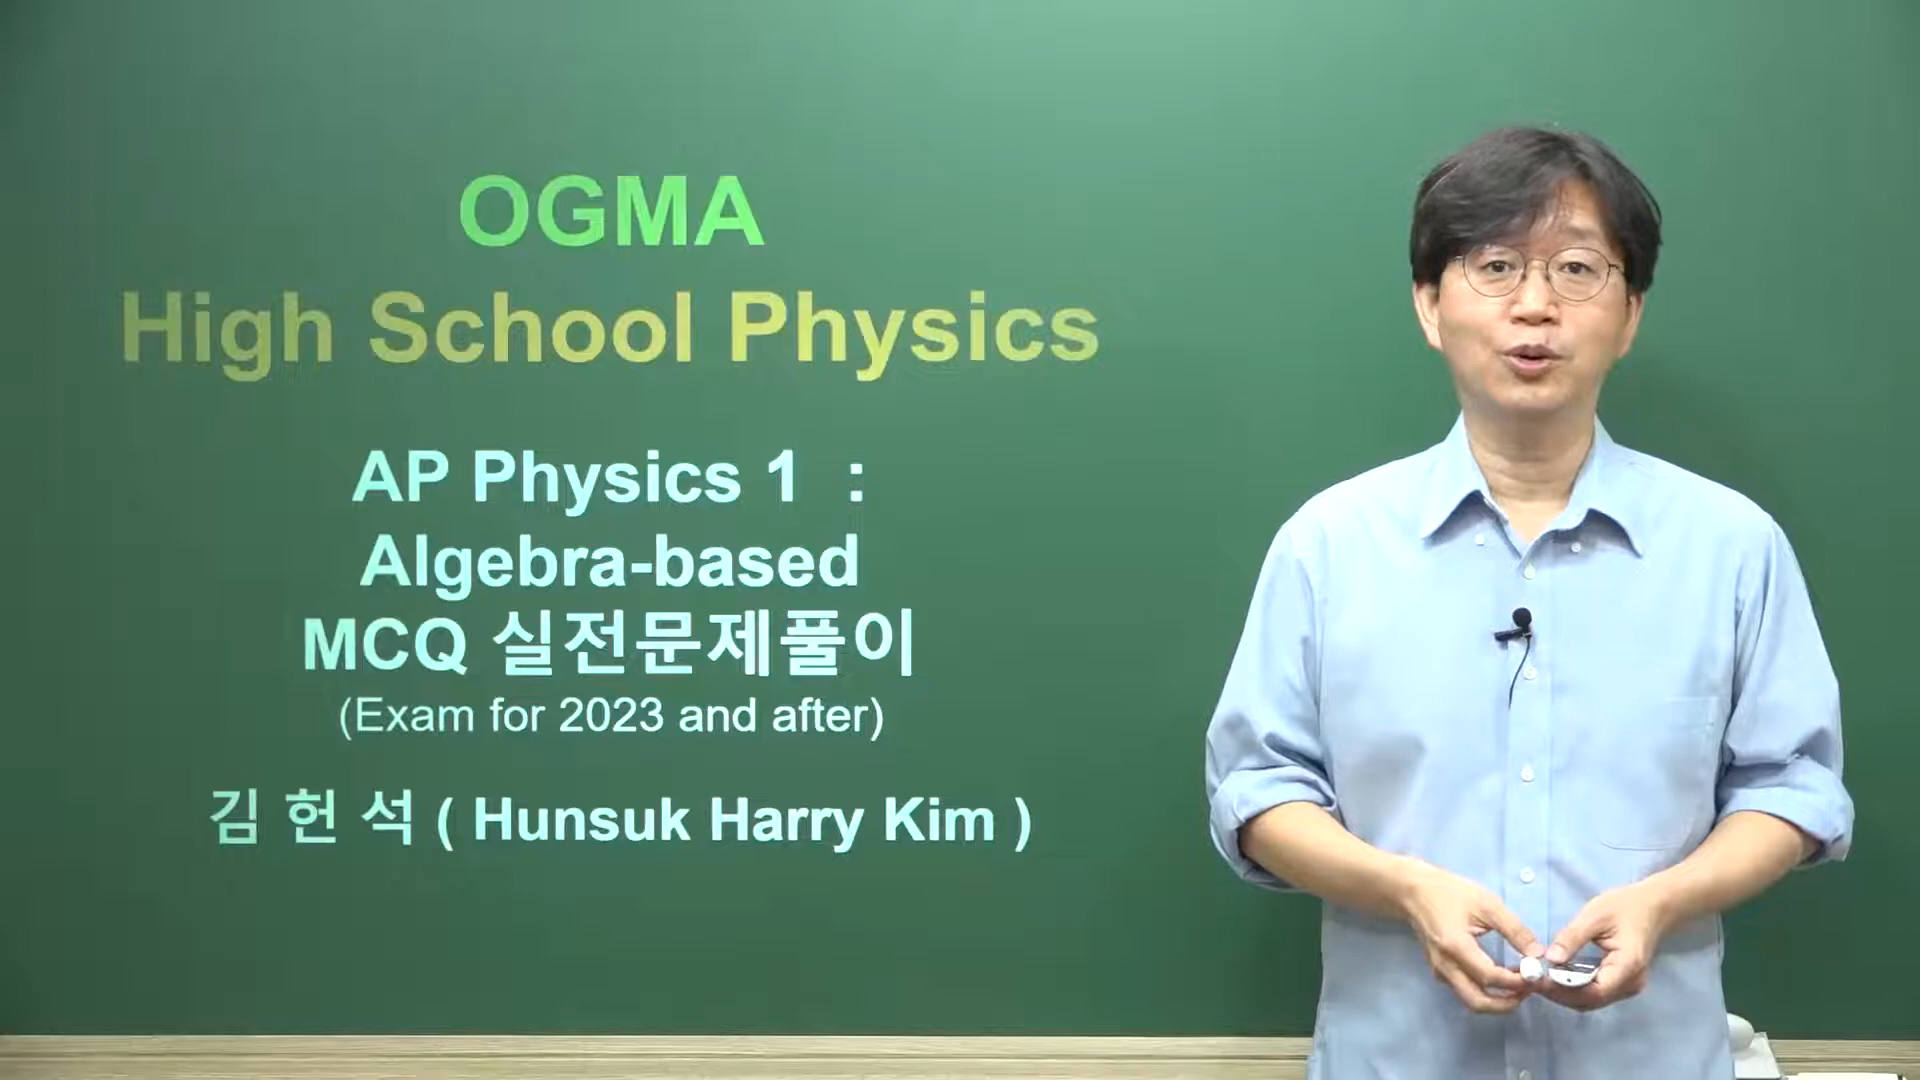 OGMA
High School Physics
AP Physics 1 :
Algebra-based
MCQ 실전문제풀이
(Exam for 2023 and after)
김 헌 석 ( Hunsuk Harry Kim )